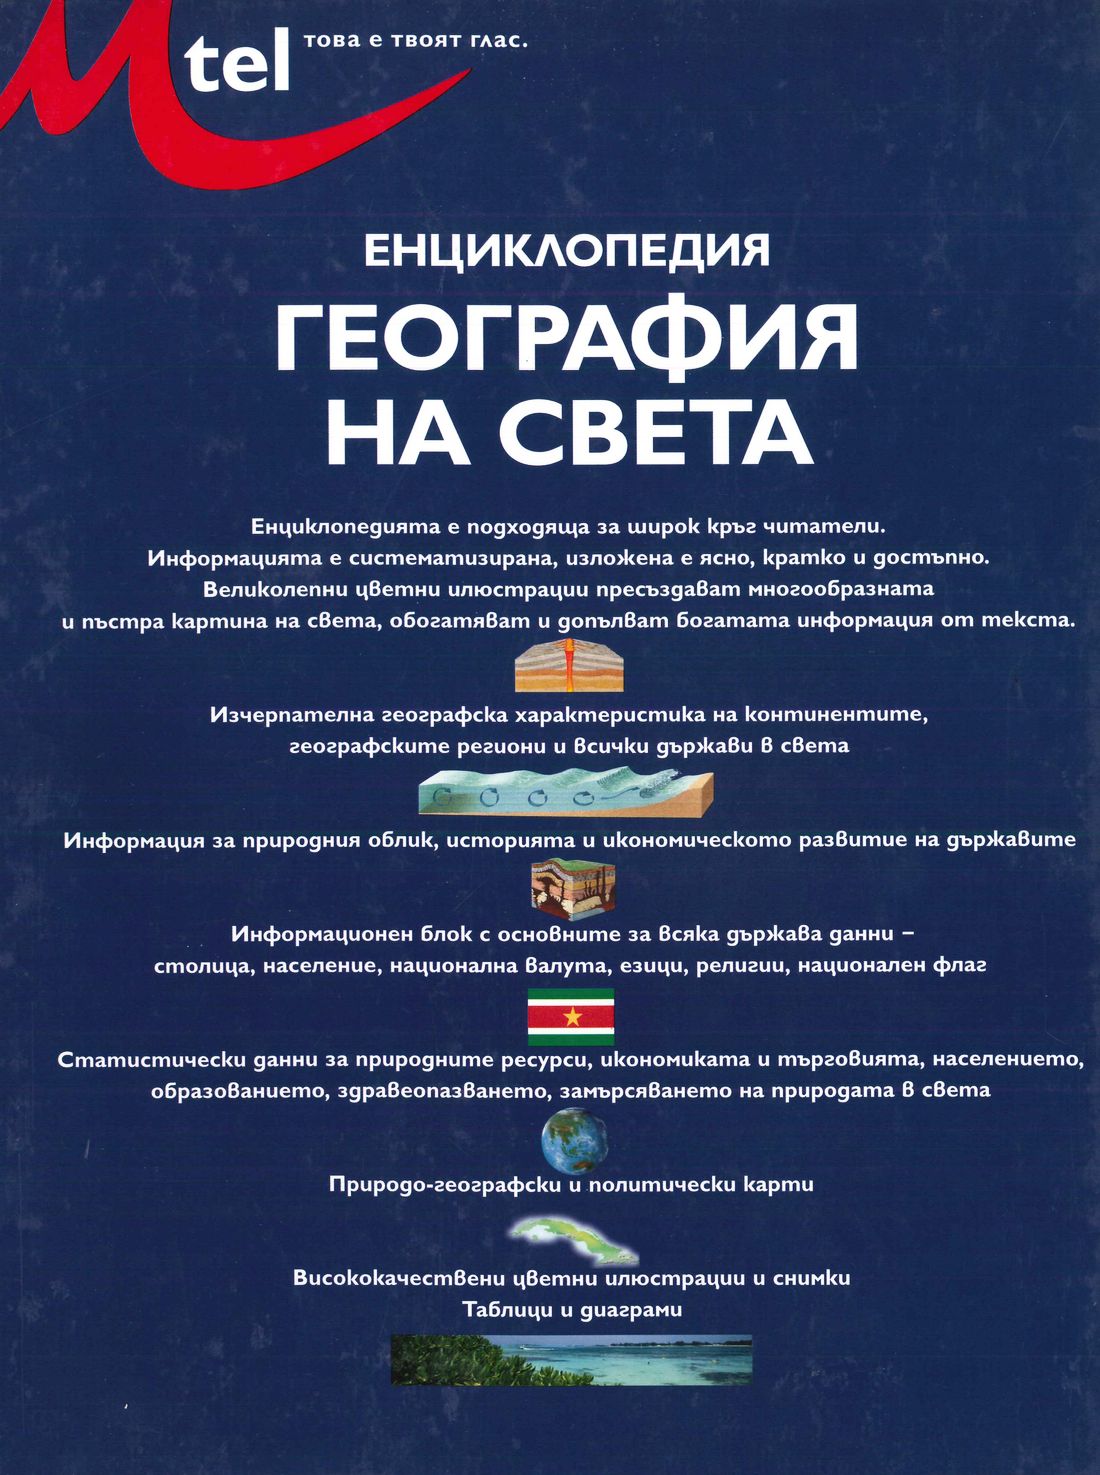 Mtel това е твоят глас.
ЕНЦИКЛОПЕДИЯ
ГЕОГРАФИЯ
НА СВЕТА
Енциклопедията е подходяща за широк кръг читатели.
Информацията е систематизирана, изложена е ясно, кратко и достъпно.
Великолепни цветни илюстрации пресъздават многообразната
и пъстра картина на света, обогатяват и допълват богатата информация от текста.
Изчерпателна географска характеристика на континентите,
географските региони и всички държави в света
Информация за природния облик, историята и икономическото развитие на държавите
Информационен блок с основните за всяка държава данни –
столица, население, национална валута, езици, религии, национален флаг
Статистически данни за природните ресурси, икономиката и търговията, населението,
образованието, здравеопазването, замърсяването на природата в света
Природо-географски и политически карти
Висококачествени цветни илюстрации и снимки
Таблици и диаграми